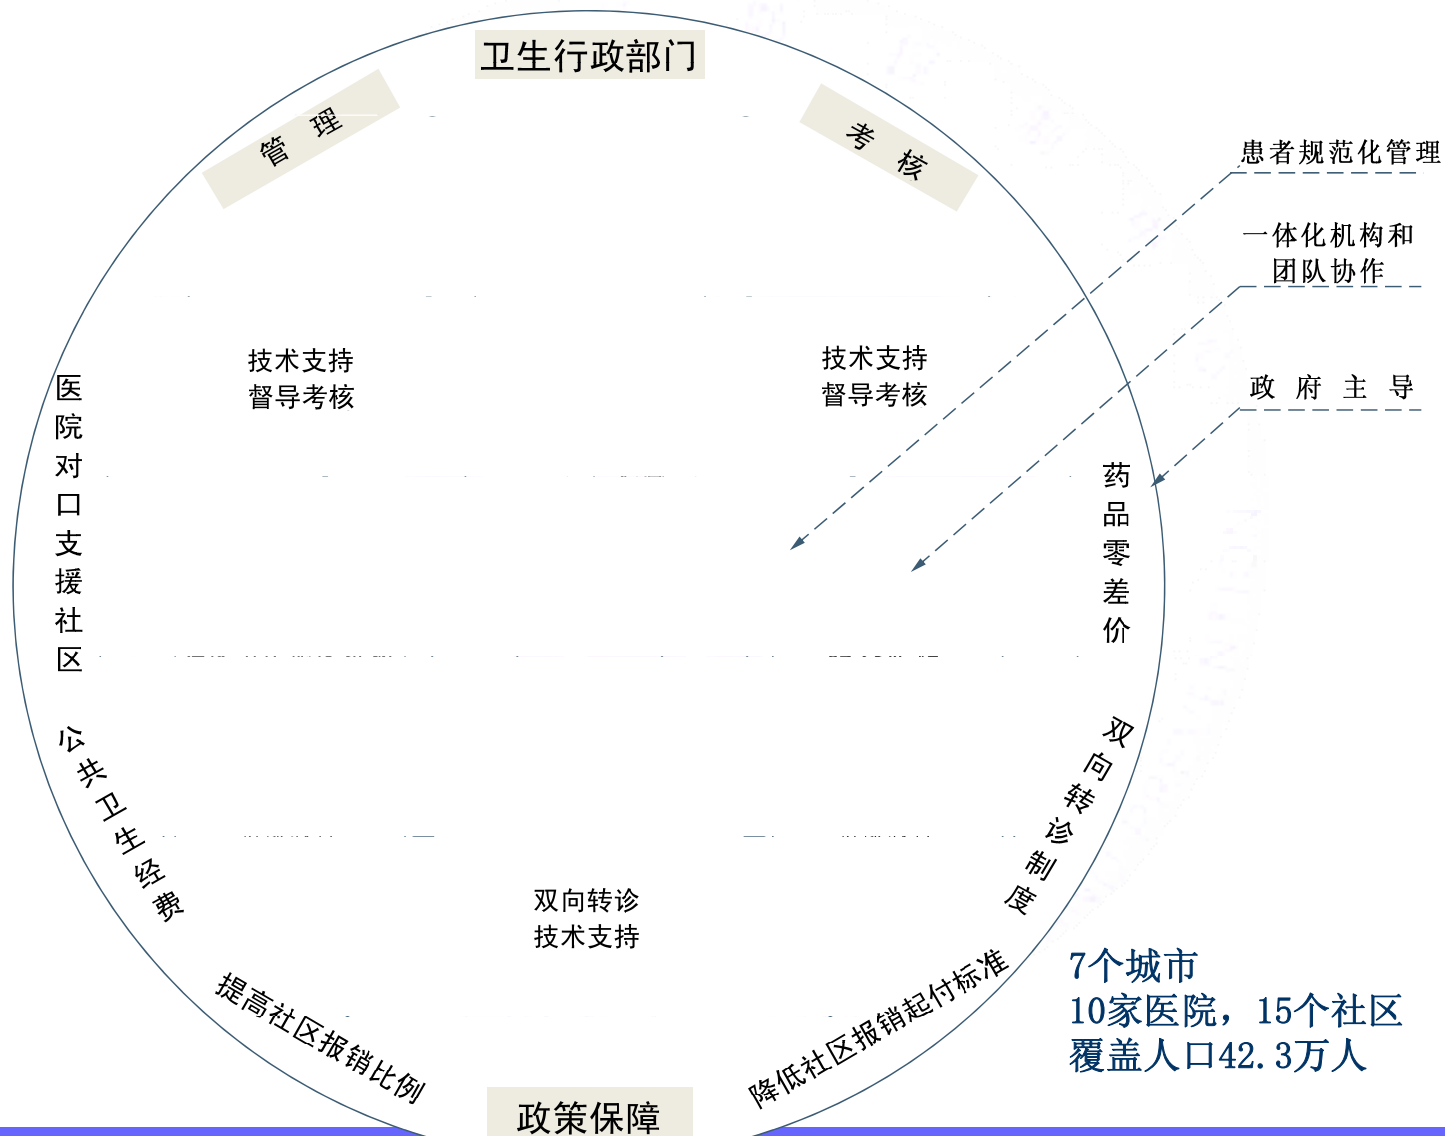 卫生行政部门
管 理
考 核
患者规范化管理
一体化机构和
团队协作
政 府 主 导
技术支持
督导考核
技术支持
督导考核
医院对口支援社区
药品零差价
公共卫生经费
双向转诊制度
双向转诊
技术支持
提高社区报销比例
降低社区报销起付标准
7个城市
10家医院，15个社区
覆盖人口42.3万人
政策保障